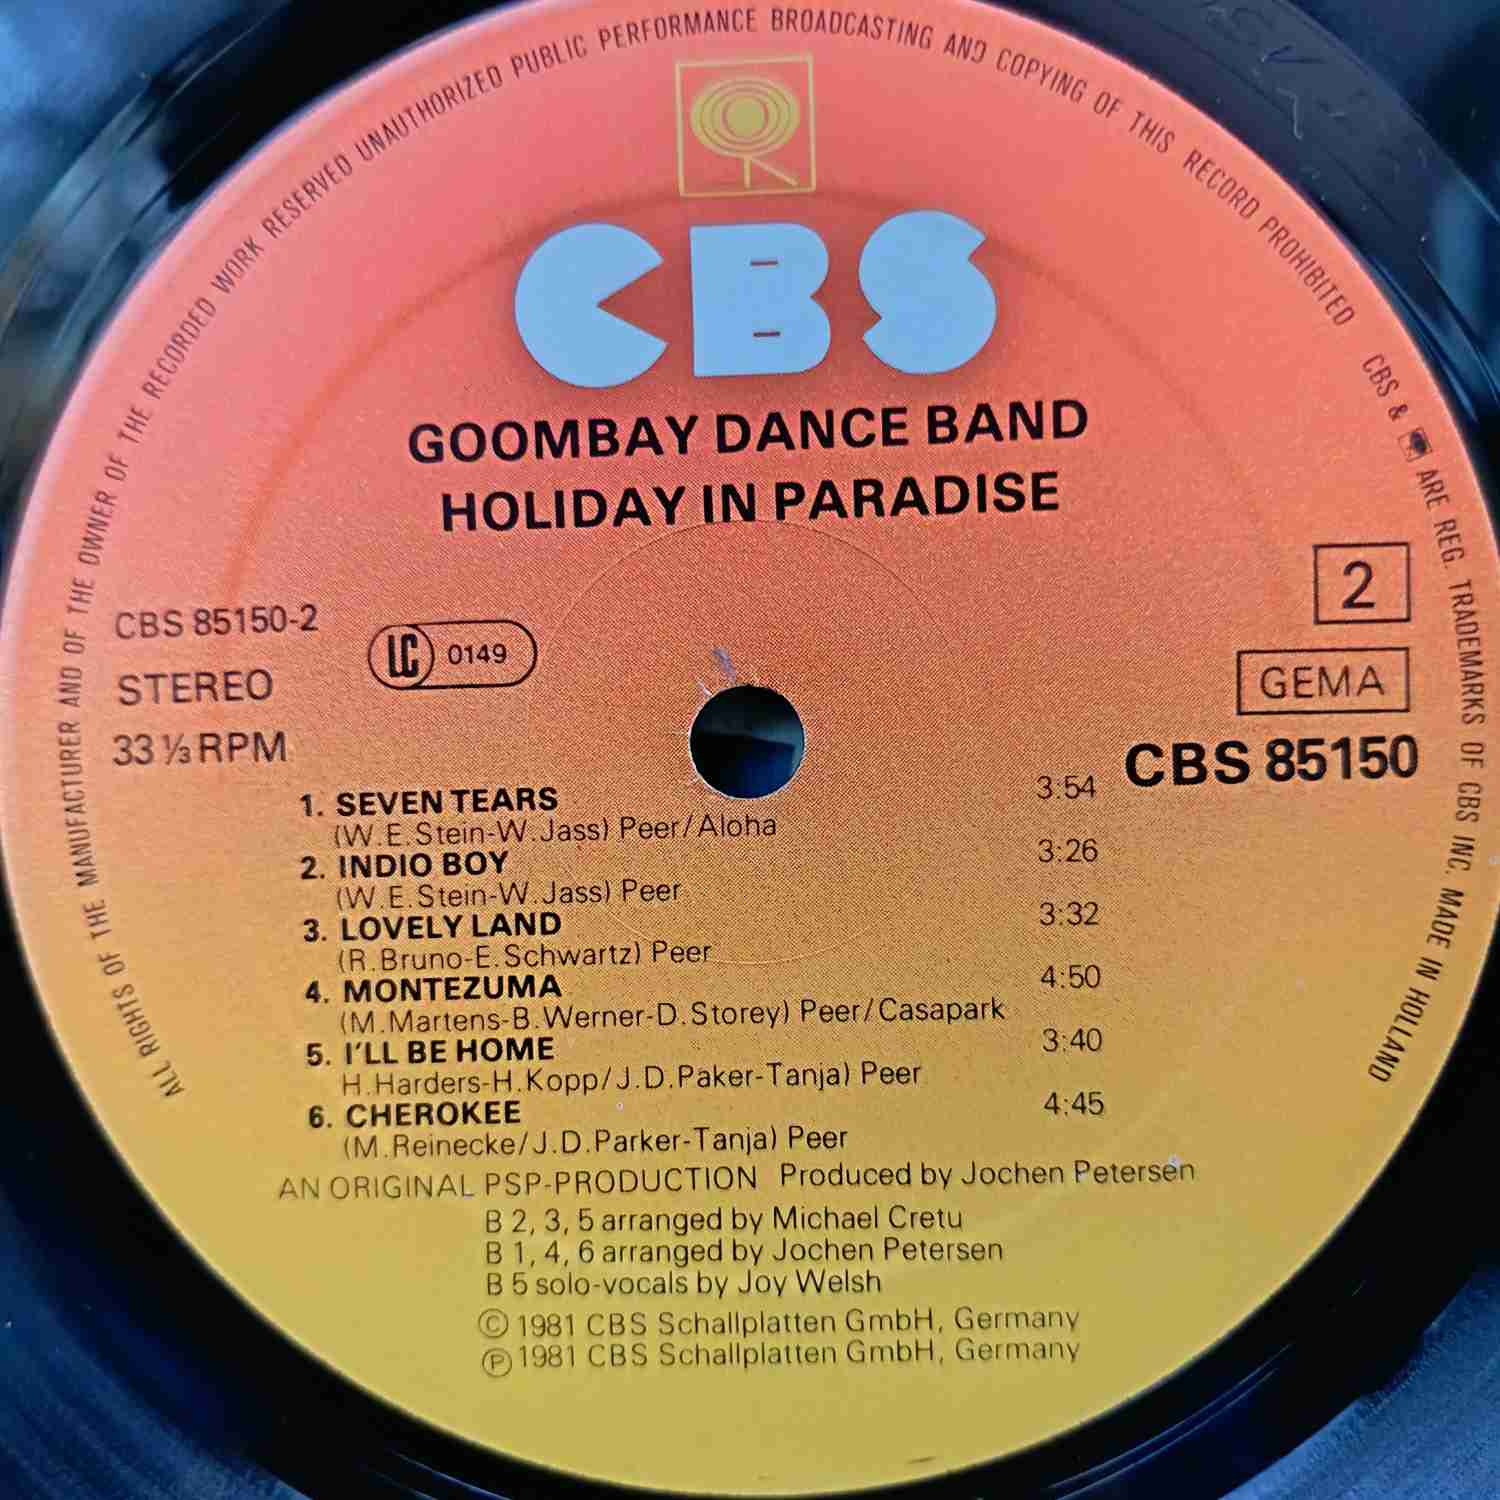 ALL RIGHTS OF THE MANUFACTURER AND OF THE OWNER OF THE RECORDED WORK RESERVED UNAUTHORIZED PUBLIC PERFORMANCE BROADCASTING AND COPYING OF THIS RECORD PROHIBITED CBS & ARE REG. TRADEMARKS OF CBS INC. MADE IN HOLLAND
CBS
GOOMBAY DANCE BAND
HOLIDAY IN PARADISE
2
CBS 85150-2
LC 0149
STEREO
GEMA
33 ⅓ RPM
CBS 85150
1. SEVEN TEARS 3:54
(W.E.Stein-W.Jass) Peer/Aloha
2. INDIO BOY 3:26
(W.E.Stein-W.Jass) Peer
3. LOVELY LAND 3:32
(R.Bruno-E.Schwartz) Peer
4. MONTEZUMA 4:50
(M.Martens-B.Werner-D.Storey) Peer/Casapark
5. I'LL BE HOME 3:40
H.Harders-H.Kopp/J.D.Paker-Tanja) Peer
6. CHEROKEE 4:45
(M.Reinecke/J.D.Parker-Tanja) Peer
AN ORIGINAL PSP-PRODUCTION Produced by Jochen Petersen
B 2, 3, 5 arranged by Michael Cretu
B 1, 4, 6 arranged by Jochen Petersen
B 5 solo-vocals by Joy Welsh
© 1981 CBS Schallplatten GmbH, Germany
℗ 1981 CBS Schallplatten GmbH, Germany